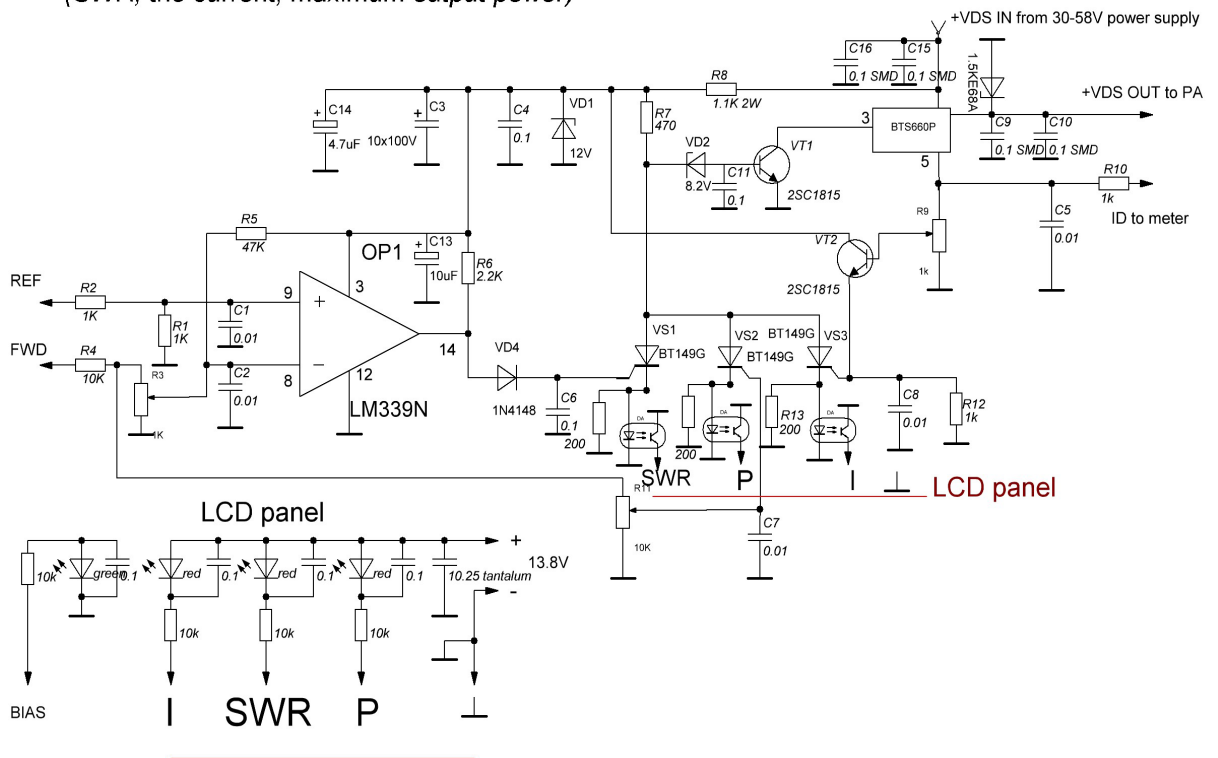 (SWR, the current, maximum output power)
+VDS IN from 30-58V power supply
C16
C15
0.1 SMD
0.1 SMD
1.5KE68A
R8
1.1K 2W
+VDS OUT to PA
C14
4.7uF
C3
10x100V
C4
0.1
VD1
12V
R7
470
VD2
8.2V
C11
0.1
VT1
2SC1815
3
BTS660P
5
C9
0.1 SMD
C10
0.1 SMD
R10
1k
ID to meter
R9
1k
C5
0.01
VT2
2SC1815
R5
47K
OP1
C13
10uF
R6
2.2K
REF
R2
1K
R1
1K
C1
0.01
9
+
3
FWD
R4
10K
R3
1K
C2
0.01
8
−
12
14
LM339N
VD4
1N4148
C6
0.1
VS1
BT149G
VS2
BT149G
BT149G
VS3
200
DA
200
DA
R13
200
DA
C8
0.01
R12
1k
SWR
P
I
LCD panel
R11
10K
C7
0.01
LCD panel
+
13.8V
-
10k
green
0.1
red
0.1
red
0.1
red
0.1
10.25 tantalum
10k
10k
10k
BIAS
I
SWR
P